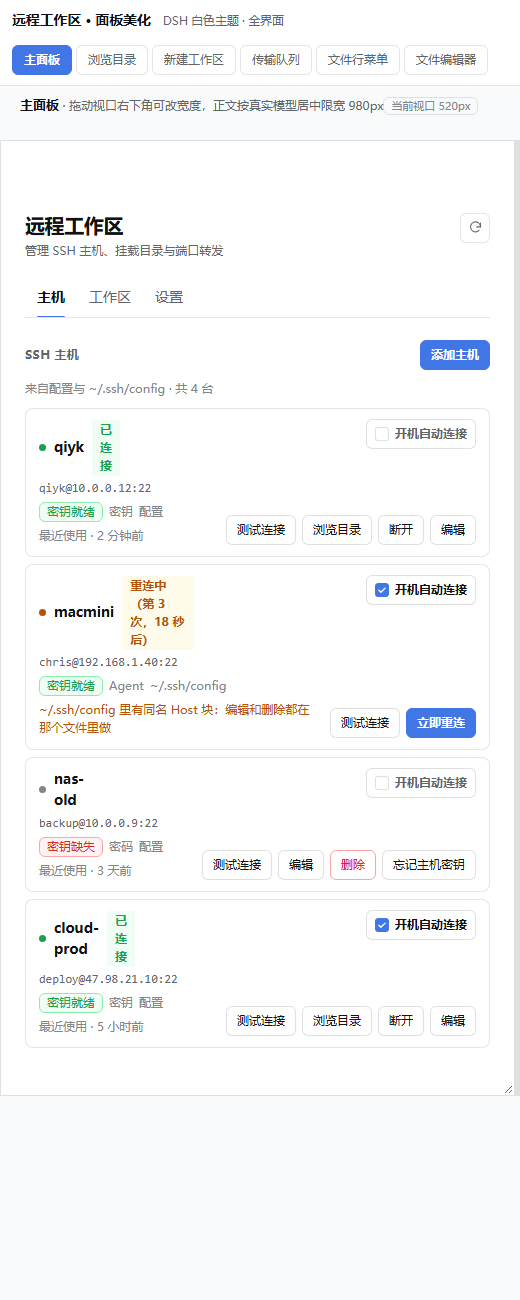 远程工作区 • 面板美化 DSH 白色主题 · 全界面
主面板 浏览目录 新建工作区 传输队列 文件行菜单 文件编辑器
主面板 · 拖动视口右下角可改宽度，正文按真实模型居中限宽 980px 当前视口 520px
远程工作区
管理 SSH 主机、挂载目录与端口转发
主机 工作区 设置
SSH 主机 添加主机
来自配置与 ~/.ssh/config · 共 4 台
qiyk
已
连
接
开机自动连接
qiyk@10.0.0.12:22
密钥就绪 密钥 配置
最近使用 · 2 分钟前
测试连接 浏览目录 断开 编辑
macmini
重连中
（第 3
次，18 秒
后）
开机自动连接
chris@192.168.1.40:22
密钥就绪 Agent ~/.ssh/config
~/.ssh/config 里有同名 Host 块：编辑和删除都在
那个文件里做
测试连接 立即重连
nas-
old
开机自动连接
backup@10.0.0.9:22
密钥缺失 密码 配置
最近使用 · 3 天前
测试连接 编辑 删除 忘记主机密钥
cloud-
prod
已
连
接
开机自动连接
deploy@47.98.21.10:22
密钥就绪 密钥 配置
最近使用 · 5 小时前
测试连接 浏览目录 断开 编辑